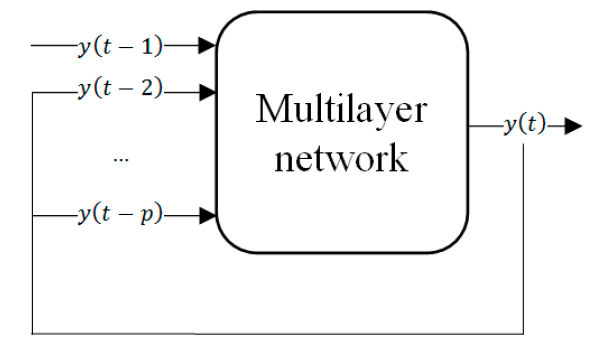 y(t − 1)
y(t − 2)
...
y(t − p)
Multilayer
network
y(t)